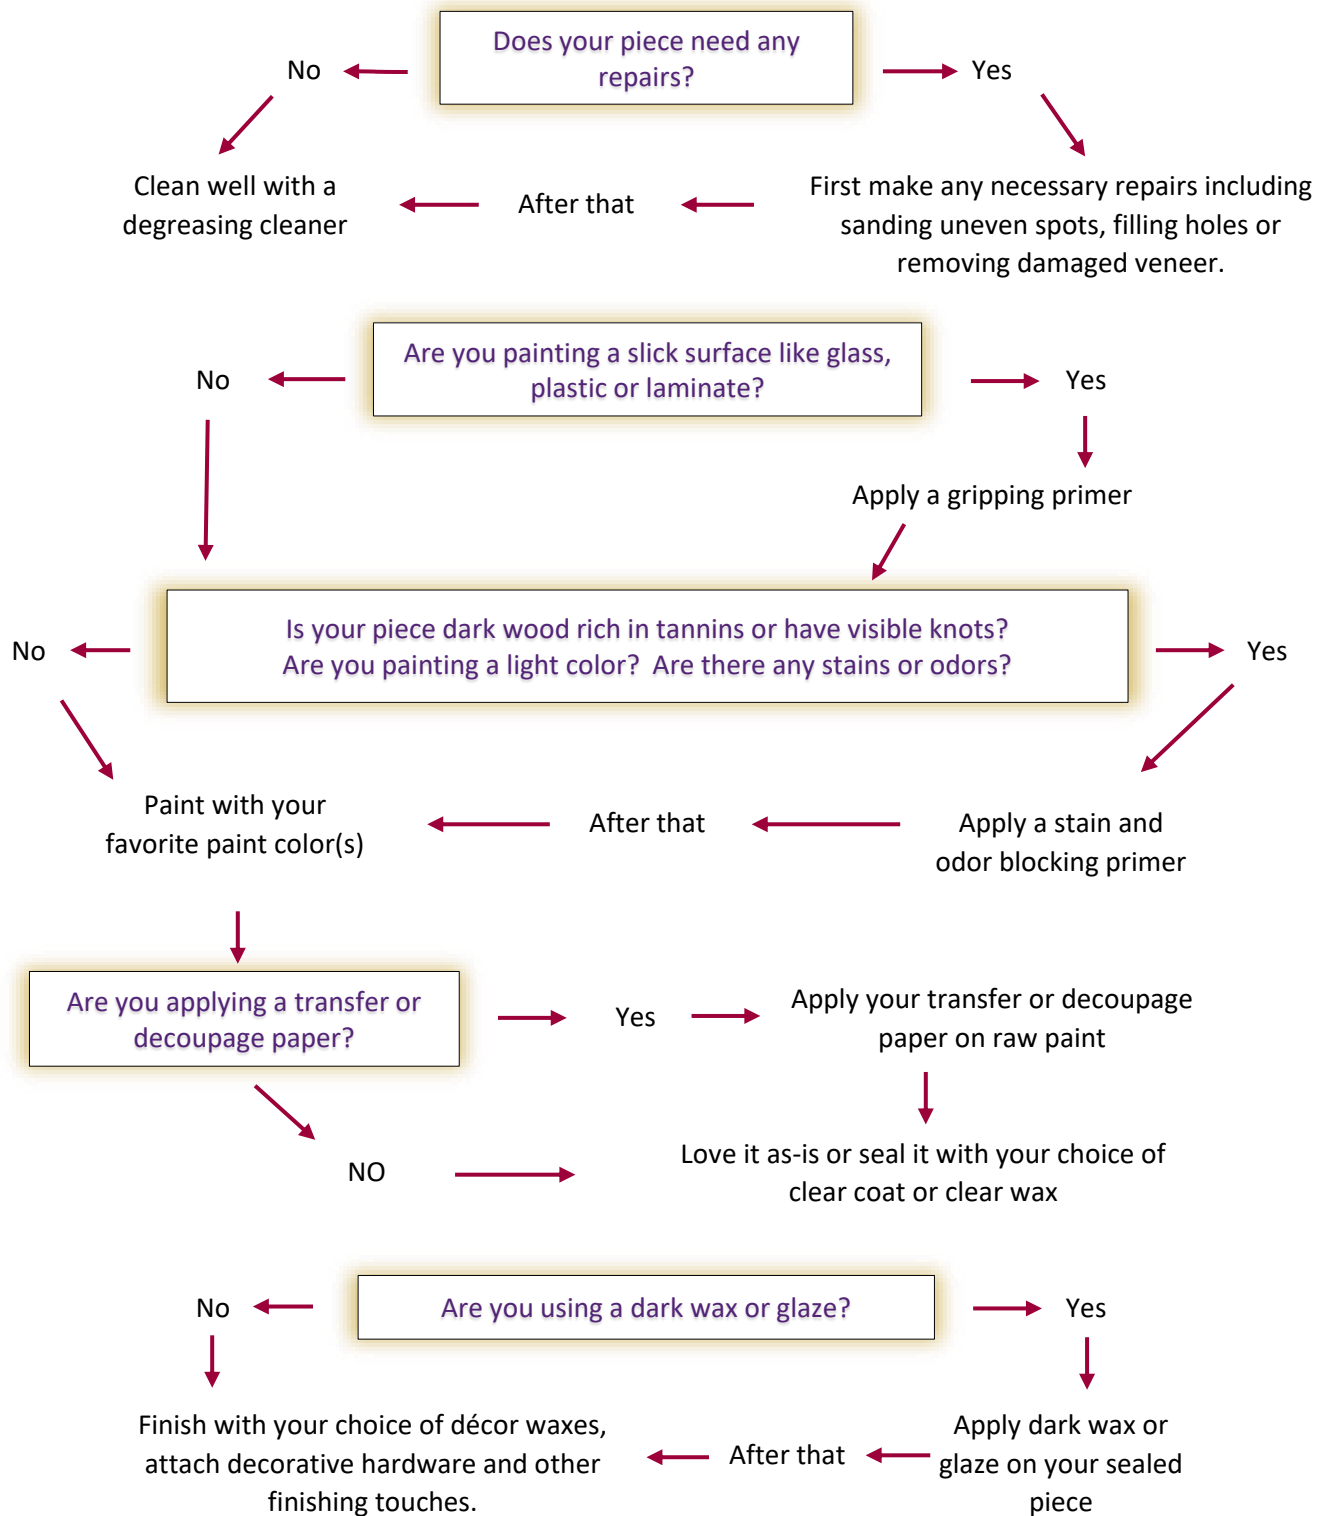 Does your piece need any
repairs?
No
Yes
Clean well with a
degreasing cleaner
After that
First make any necessary repairs including
sanding uneven spots, filling holes or
removing damaged veneer.
Are you painting a slick surface like glass,
plastic or laminate?
No
Yes
Apply a gripping primer
Is your piece dark wood rich in tannins or have visible knots?
Are you painting a light color?  Are there any stains or odors?
No
Yes
Paint with your
favorite paint color(s)
After that
Apply a stain and
odor blocking primer
Are you applying a transfer or
decoupage paper?
Yes
Apply your transfer or decoupage
paper on raw paint
NO
Love it as-is or seal it with your choice of
clear coat or clear wax
Are you using a dark wax or glaze?
No
Yes
Finish with your choice of décor waxes,
attach decorative hardware and other
finishing touches.
After that
Apply dark wax or
glaze on your sealed
piece